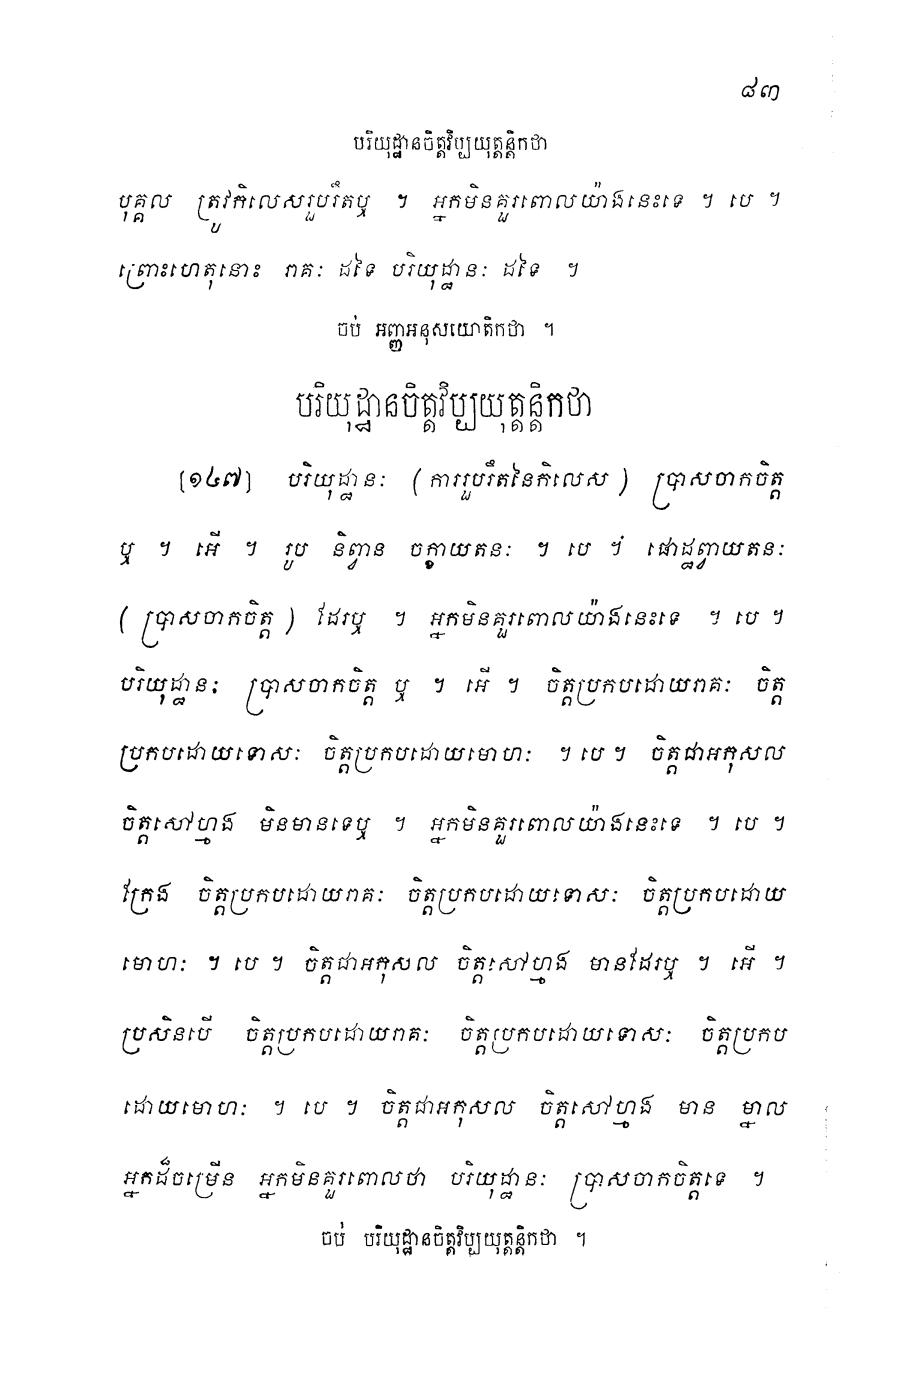 ៨៣
បរិយុដ្ឋានចិត្តវិប្បយុត្តន្តិកថា
បុគ្គល ត្រូវកិលេសរួបរឹតឬ ។ អ្នកមិនគួរពោលយ៉ាងនេះទេ ។ បេ ។
ព្រោះហេតុនោះ រាគៈ ដទៃ បរិយុដ្ឋានៈ ដទៃ ។
ចប់ អញ្ញអនុសយោតិកថា ។
បរិយុដ្ឋានចិត្តវិប្បយុត្តន្តិកថា
[១៤៧] បរិយុដ្ឋានៈ (ការរួបរឹតនៃកិលេស) ប្រាសចាកចិត្ត
ឬ ។ អើ ។ រូប និព្វាន ចក្ខាយតនៈ ។ បេ ។ ផោដ្ឋព្វាយតនៈ
(ប្រាសចាកចិត្ត) ដែរឬ ។ អ្នកមិនគួរពោលយ៉ាងនេះទេ ។ បេ ។
បរិយុដ្ឋានៈ ប្រាសចាកចិត្ត ឬ ។ អើ ។ ចិត្តប្រកបដោយរាគៈ ចិត្ត
ប្រកបដោយទោសៈ ចិត្តប្រកបដោយមោហៈ ។ បេ ។ ចិត្តជាអកុសល
ចិត្តសៅហ្មង មិនមានទេឬ ។ អ្នកមិនគួរពោលយ៉ាងនេះទេ ។ បេ ។
ក្រែង ចិត្តប្រកបដោយរាគៈ ចិត្តប្រកបដោយទោសៈ ចិត្តប្រកបដោយ
មោហៈ ។ បេ ។ ចិត្តជាអកុសល ចិត្តសៅហ្មង មានដែរឬ ។ អើ ។
ប្រសិនបើ ចិត្តប្រកបដោយរាគៈ ចិត្តប្រកបដោយទោសៈ ចិត្តប្រកប
ដោយមោហៈ ។ បេ ។ ចិត្តជាអកុសល ចិត្តសៅហ្មង មាន ម្នាល
អ្នកដ៏ចម្រើន អ្នកមិនគួរពោលថា បរិយុដ្ឋានៈ ប្រាសចាកចិត្តទេ ។
ចប់ បរិយុដ្ឋានចិត្តវិប្បយុត្តន្តិកថា ។